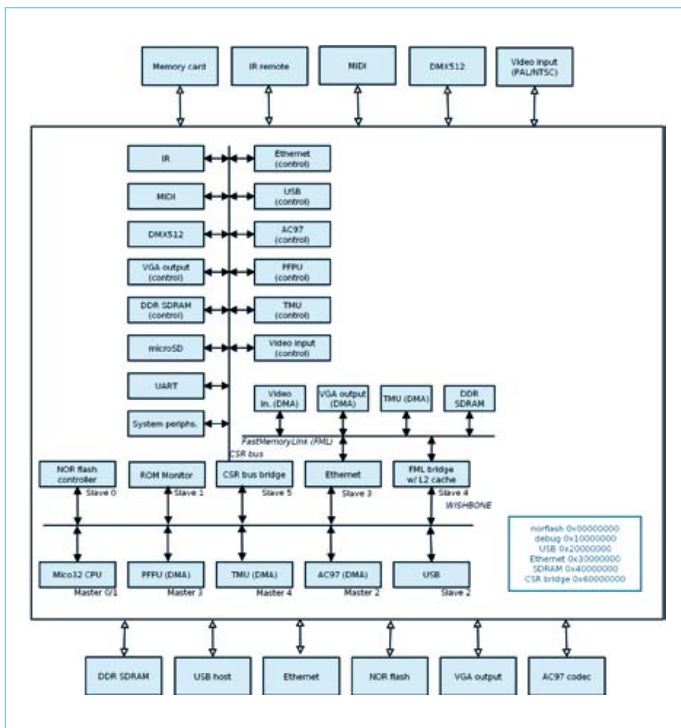 Memory card
IR remote
MIDI
DMX512
Video input
(PAL/NTSC)
IR
Ethernet
(control)
MIDI
USB
(control)
DMX512
AC97
(control)
VGA output
(control)
PFPU
(control)
DDR SDRAM
(control)
TMU
(control)
microSD
Video input
(control)
UART
System periphs.
Video
in. (DMA)
VGA output
(DMA)
TMU (DMA)
DDR
SDRAM
FastMemoryLink (FML)
CSR bus
NOR flash
controller
Slave 0
ROM Monitor
Slave 1
CSR bus bridge
Slave 5
Ethernet
Slave 3
FML bridge
w/ L2 cache
Slave 4
WISHBONE
Mico32 CPU
Master 0/1
PFPU (DMA)
Master 3
TMU (DMA)
Master 4
AC97 (DMA)
Master 2
USB
Slave 2
norflash 0x00000000
debug 0x10000000
USB 0x20000000
Ethernet 0x30000000
SDRAM 0x40000000
CSR bridge 0x60000000
DDR SDRAM
USB host
Ethernet
NOR flash
VGA output
AC97 codec